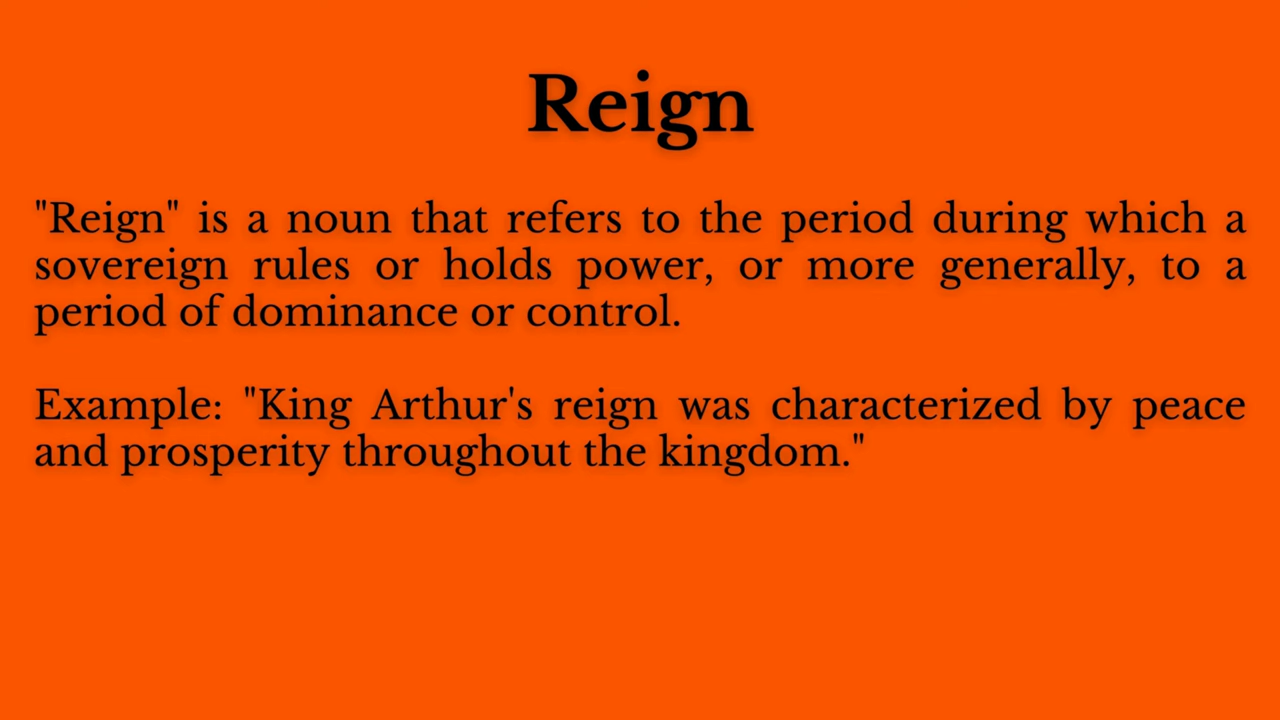 Reign
"Reign" is a noun that refers to the period during which a
sovereign rules or holds power, or more generally, to a
period of dominance or control.
Example: "King Arthur's reign was characterized by peace
and prosperity throughout the kingdom."